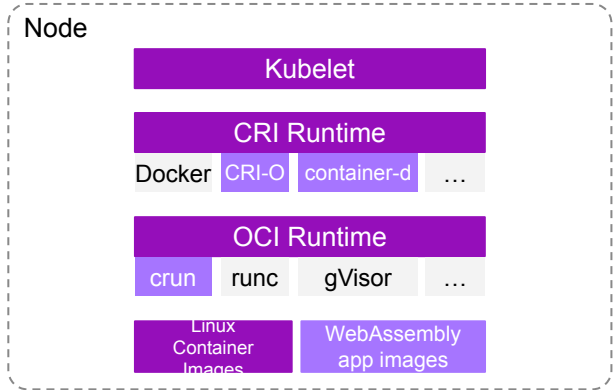 Node
Kubelet
CRI Runtime
Docker CRI-O container-d …
OCI Runtime
crun runc gVisor …
Linux
Container
Images
WebAssembly
app images